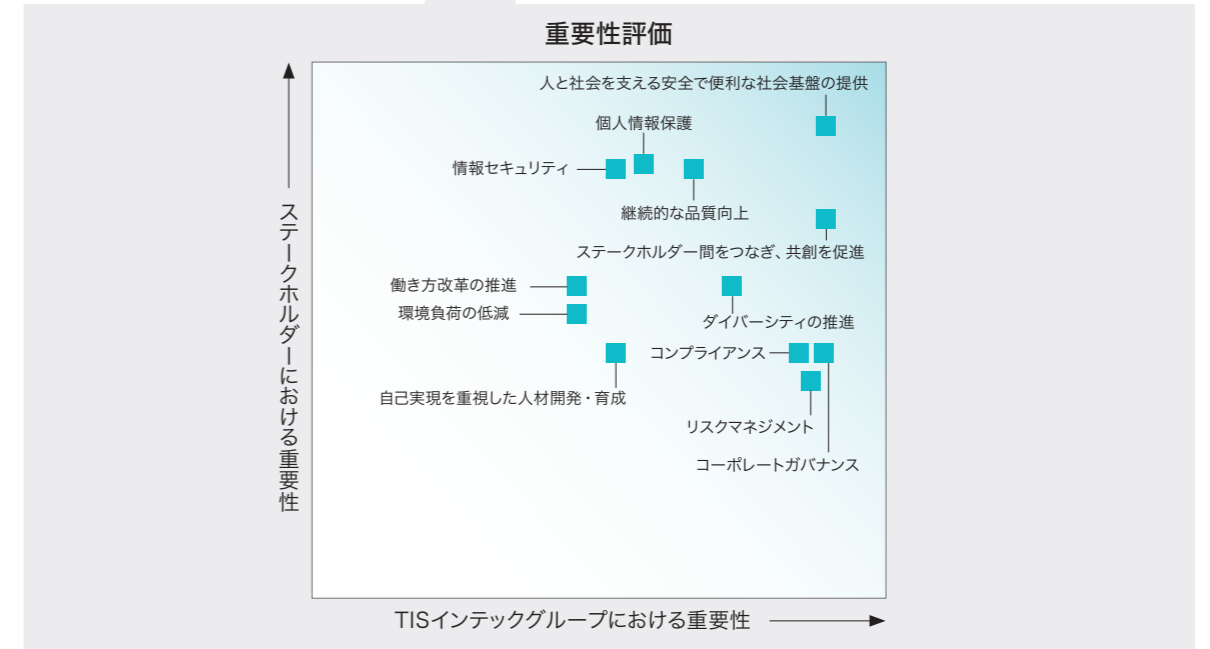 重要性評価
人と社会を支える安全で便利な社会基盤の提供
個人情報保護
情報セキュリティ
継続的な品質向上
ステークホルダー間をつなぎ、共創を促進
働き方改革の推進
環境負荷の低減
ダイバーシティの推進
コンプライアンス
自己実現を重視した人材開発・育成
リスクマネジメント
コーポレートガバナンス
ステークホルダーにおける重要性
TISインテックグループにおける重要性